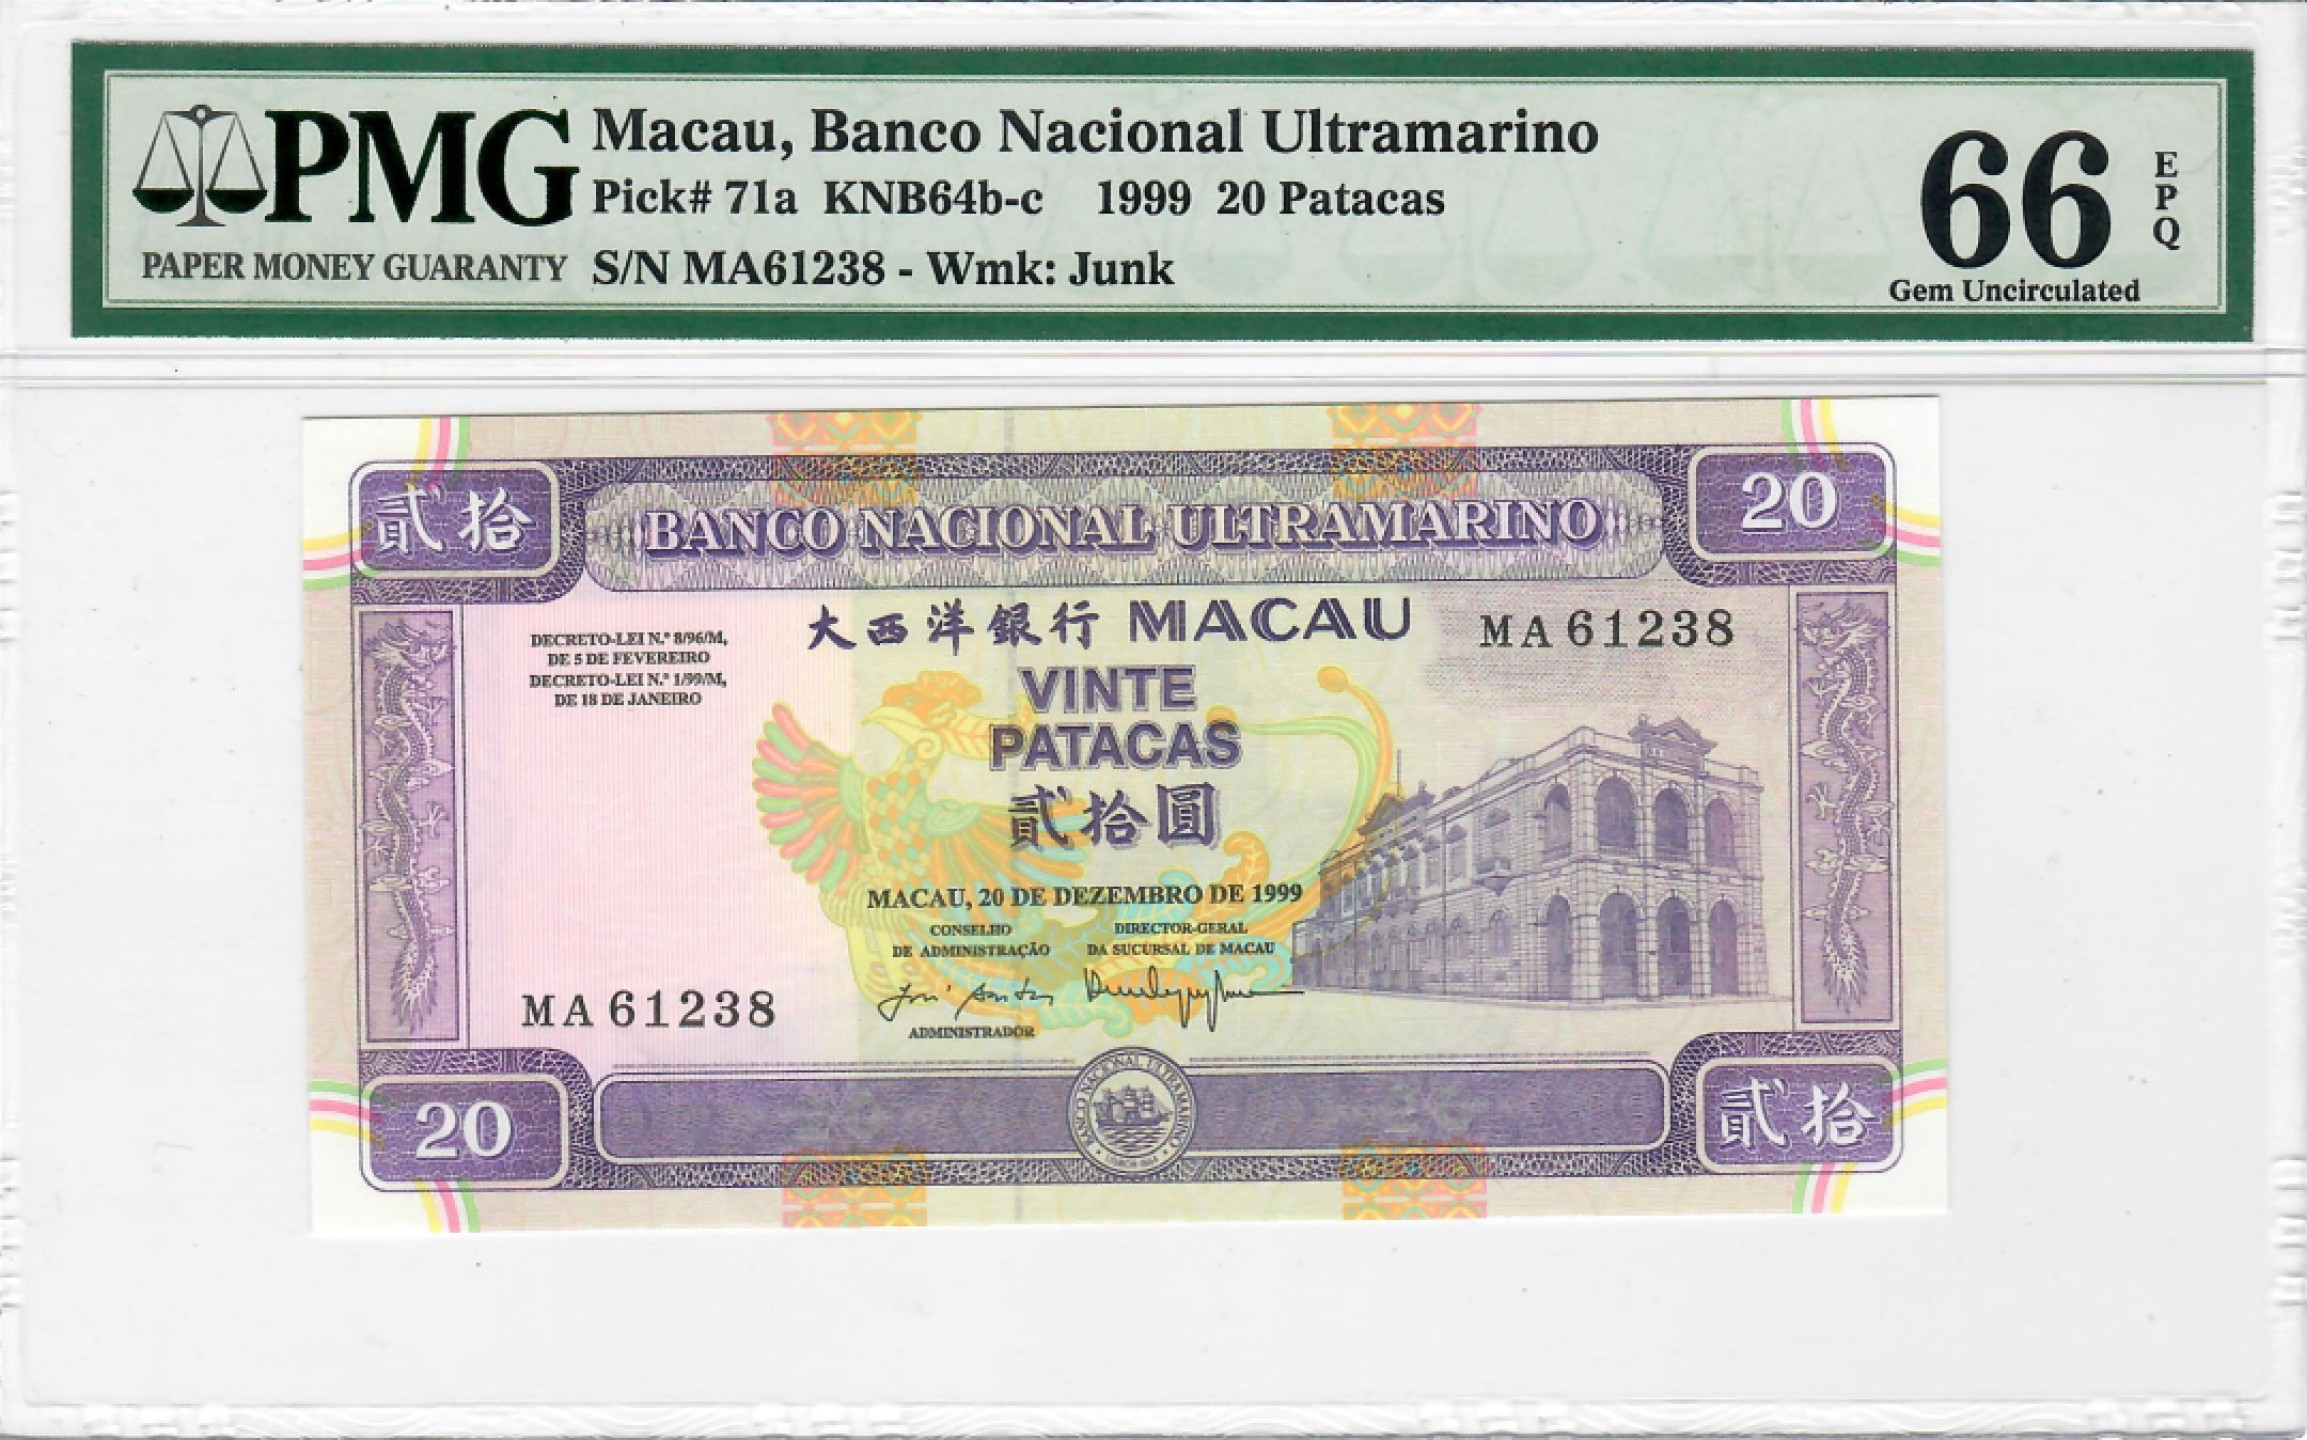 PMG
PAPER MONEY GUARANTY
Macau, Banco Nacional Ultramarino
Pick# 71a KNB64b-c 1999 20 Patacas
S/N MA61238 - Wmk: Junk
66
EPQ
Gem Uncirculated
貳拾
BANCO NACIONAL ULTRAMARINO
20
DECRETO-LEI N.º 8/96/M,
DE 5 DE FEVEREIRO
DECRETO-LEI N.º 1/99/M,
DE 18 DE JANEIRO
大西洋銀行 MACAU
MA 61238
VINTE
PATACAS
貳拾圓
MACAU, 20 DE DEZEMBRO DE 1999
CONSELHO
DE ADMINISTRAÇÃO
DIRECTOR-GERAL
DA SUCURSAL DE MACAU
MA 61238
ADMINISTRADOR
20
BANCO NACIONAL ULTRAMARINO
貳拾